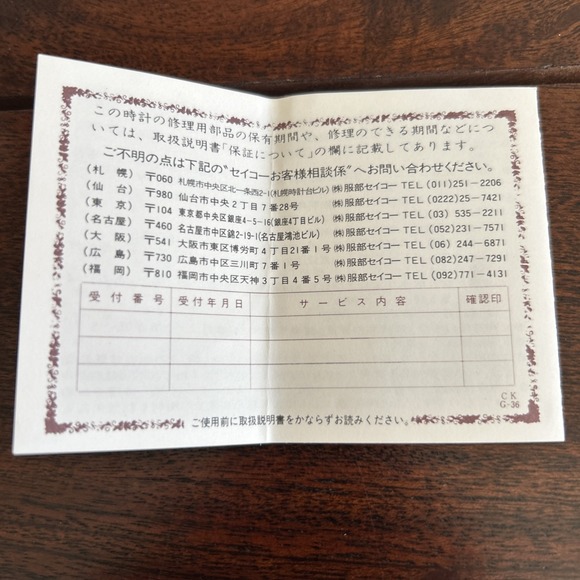 この時計の修理用部品の保有期間や、修理のできる期間などにつ
いては、取扱説明書「保証について」の欄に記載してあります。
ご不明の点は下記の"セイコーお客様相談係"へお問い合わせください。
(札幌) 〒060 札幌市中央区北一条西2-1(札幌時計台ビル) ㈱服部セイコー TEL (011)251-2206
(仙台) 〒980 仙台市中央2丁目7番28号 ㈱服部セイコー TEL (0222)25-7421
(東京) 〒104 東京都中央区銀座4-5-16(銀座4丁目ビル) ㈱服部セイコー TEL (03) 535-2211
(名古屋) 〒460 名古屋市中区錦2-19-1(名古屋鴻池ビル) ㈱服部セイコー TEL (052)231-7571
(大阪) 〒541 大阪市東区博労町4丁目21番1号 ㈱服部セイコー TEL (06) 244-6871
(広島) 〒730 広島市中区三川町7番1号 ㈱服部セイコー TEL (082)247-7291
(福岡) 〒810 福岡市中央区天神3丁目4番5号 ㈱服部セイコー TEL (092)771-4131
受付番号 受付年月日 サービス内容 確認印
CK
G-36
ご使用前に取扱説明書をかならずお読みください。